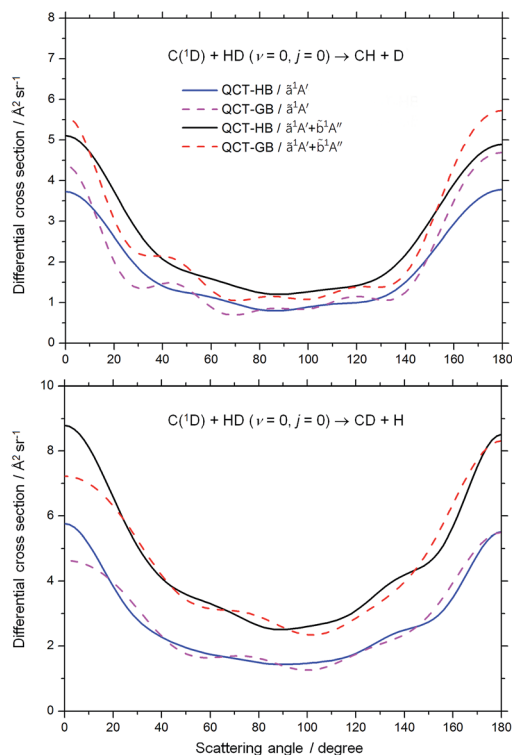 8
7
6
5
4
3
2
1
0
Differential cross section / Å² sr⁻¹
C(¹D) + HD (ν = 0, j = 0) → CH + D
QCT-HB / ã¹A′
QCT-GB / ã¹A′
QCT-HB / ã¹A′+b̃¹A″
QCT-GB / ã¹A′+b̃¹A″
0 20 40 60 80 100 120 140 160 180
10
8
6
4
2
0
Differential cross section / Å² sr⁻¹
C(¹D) + HD (ν = 0, j = 0) → CD + H
0 20 40 60 80 100 120 140 160 180
Scattering angle / degree